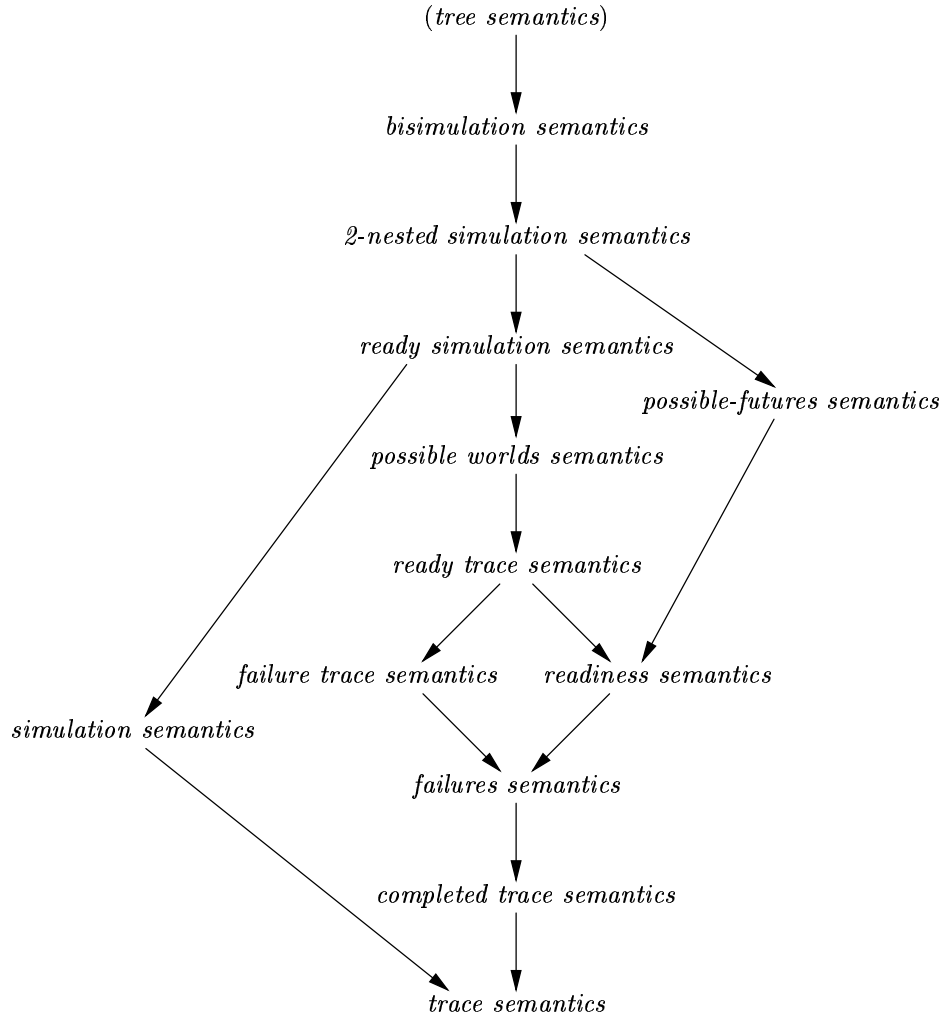 (tree semantics)
bisimulation semantics
2-nested simulation semantics
ready simulation semantics
possible-futures semantics
possible worlds semantics
ready trace semantics
failure trace semantics
readiness semantics
simulation semantics
failures semantics
completed trace semantics
trace semantics